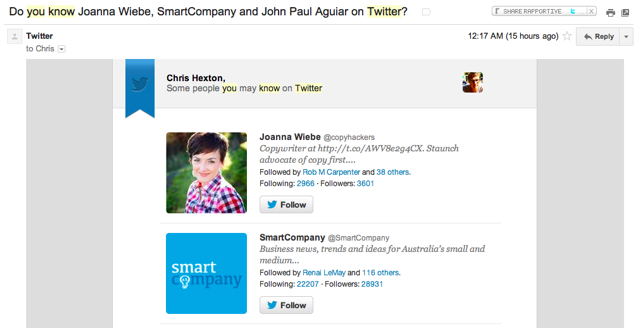 Do you know Joanna Wiebe, SmartCompany and John Paul Aguiar on Twitter?
SHARE RAPPORTIVE
Twitter
12:17 AM (15 hours ago)
Reply
to Chris
Chris Hexton,
Some people you may know on Twitter
Joanna Wiebe @copyhackers
Copywriter at http://t.co/AWV8e2g4CX. Staunch
advocate of copy first....
Followed by Rob M Carpenter and 38 others.
Following: 2966 · Followers: 3601
Follow
SmartCompany @SmartCompany
Business news, trends and ideas for Australia's small and
medium...
Followed by Renai LeMay and 116 others.
Following: 22207 · Followers: 28931
Follow
smart
company